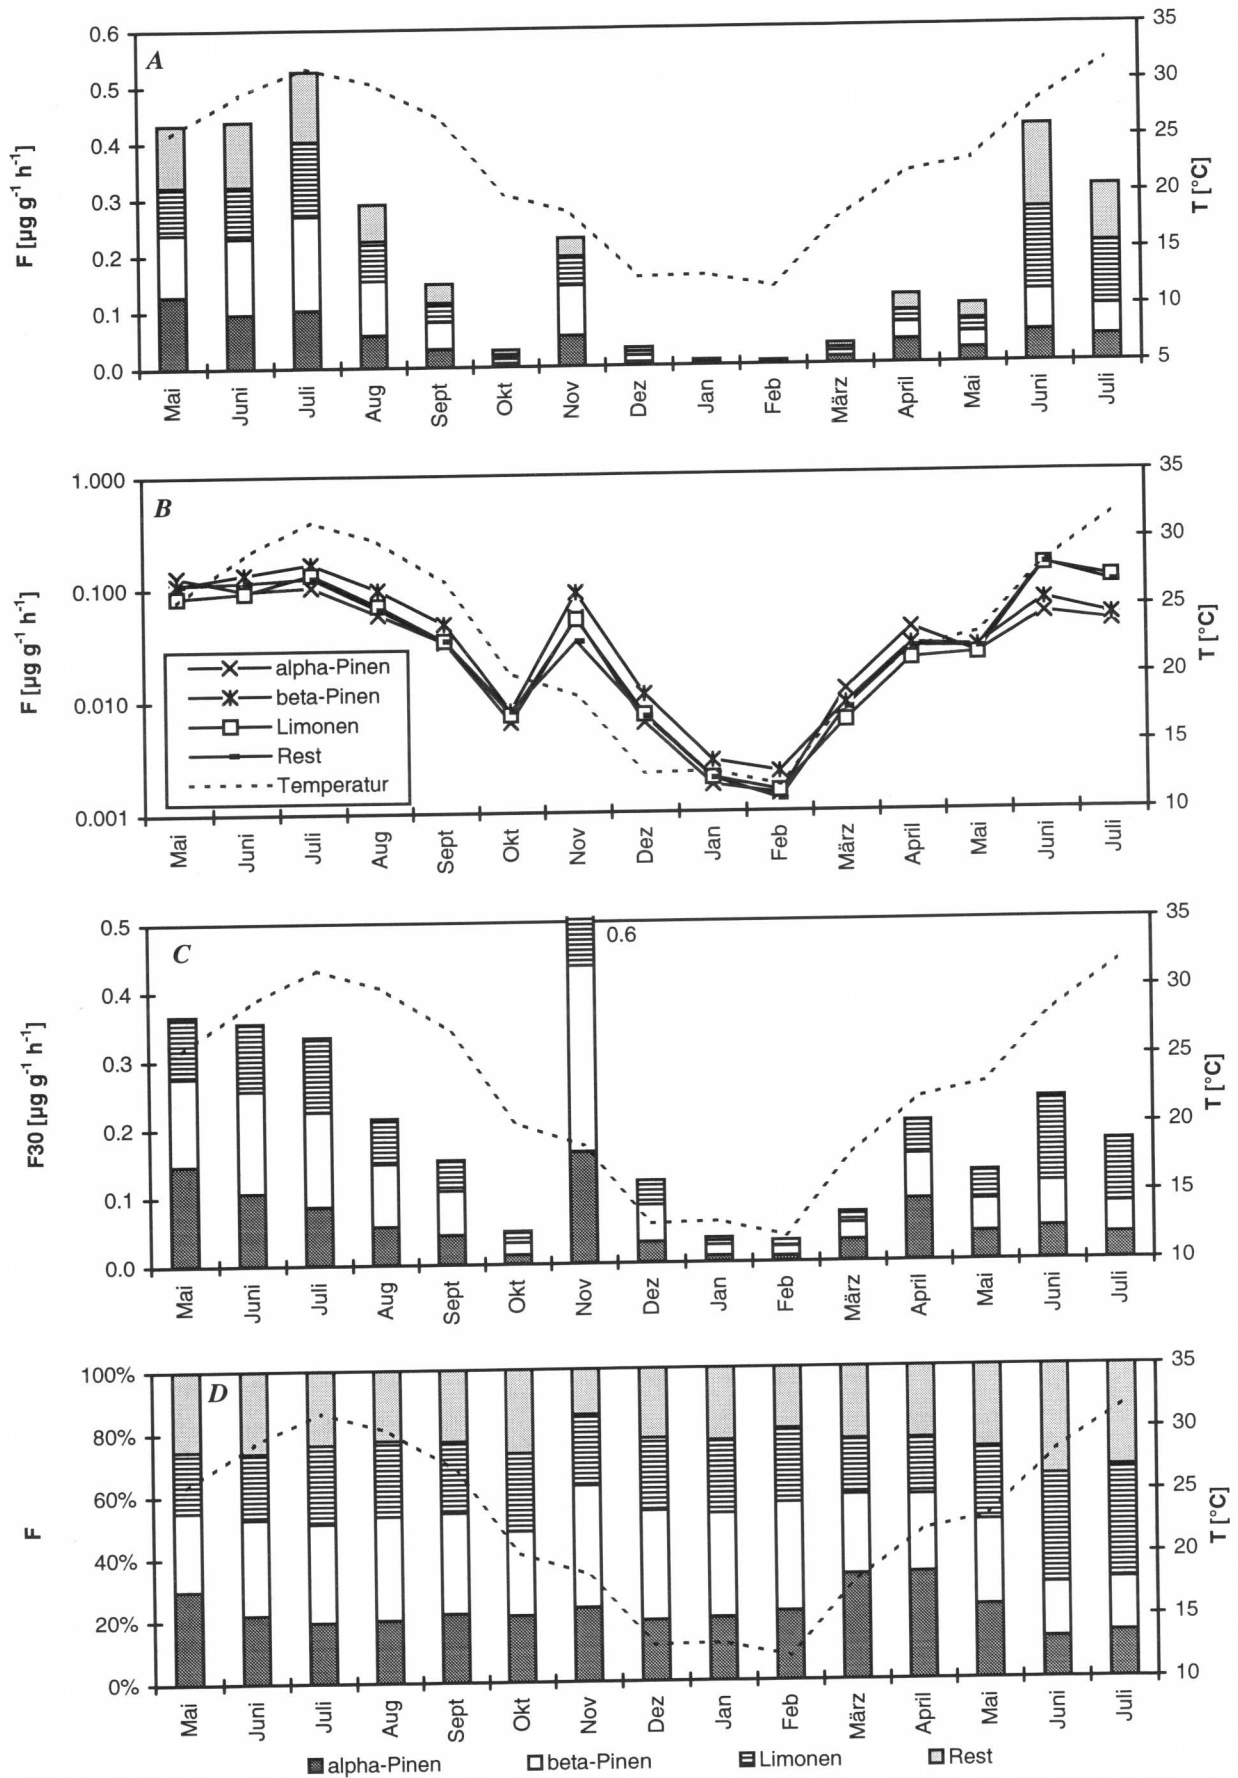 A
F [µg g⁻¹ h⁻¹]
0.6
0.5
0.4
0.3
0.2
0.1
0.0
T [°C]
35
30
25
20
15
10
5
Mai Juni Juli Aug Sept Okt Nov Dez Jan Feb März April Mai Juni Juli
B
F [µg g⁻¹ h⁻¹]
1.000
0.100
0.010
0.001
alpha-Pinen
beta-Pinen
Limonen
Rest
Temperatur
T [°C]
35
30
25
20
15
10
Mai Juni Juli Aug Sept Okt Nov Dez Jan Feb März April Mai Juni Juli
C
F30 [µg g⁻¹ h⁻¹]
0.5
0.4
0.3
0.2
0.1
0.0
0.6
T [°C]
35
30
25
20
15
10
Mai Juni Juli Aug Sept Okt Nov Dez Jan Feb März April Mai Juni Juli
D
F
100%
80%
60%
40%
20%
0%
T [°C]
35
30
25
20
15
10
Mai Juni Juli Aug Sept Okt Nov Dez Jan Feb März April Mai Juni Juli
alpha-Pinen beta-Pinen Limonen Rest